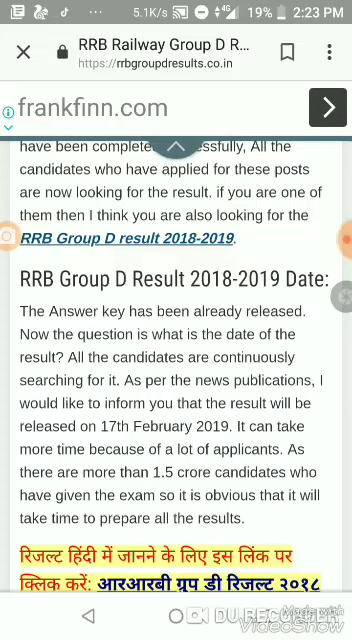 5.1K/s 4G 19% 2:23 PM
RRB Railway Group D R...
https://rrbgroupdresults.co.in
frankfinn.com
have been complete essfully, All the
candidates who have applied for these posts
are now looking for the result. if you are one of
them then I think you are also looking for the
RRB Group D result 2018-2019.
RRB Group D Result 2018-2019 Date:
The Answer key has been already released.
Now the question is what is the date of the
result? All the candidates are continuously
searching for it. As per the news publications, I
would like to inform you that the result will be
released on 17th February 2019. It can take
more time because of a lot of applicants. As
there are more than 1.5 crore candidates who
have given the exam so it is obvious that it will
take time to prepare all the results.
रिजल्ट हिंदी में जानने के लिए इस लिंक पर
क्लिक करें: आरआरबी ग्रुप डी रिजल्ट २०१८
DU RECORDER
Made with
VideoShow